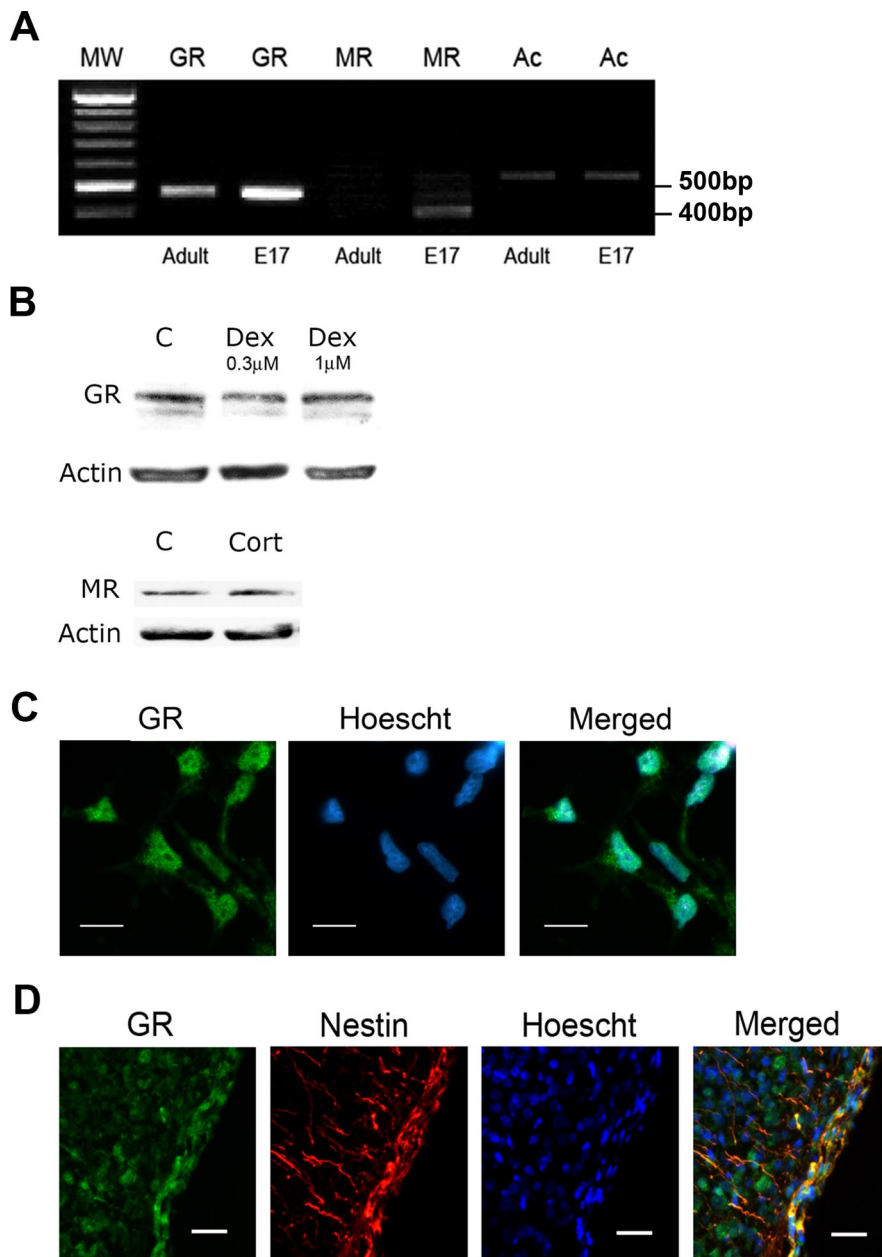 A
MW GR GR MR MR Ac Ac
500bp
400bp
Adult E17 Adult E17 Adult E17
B
C Dex Dex
0.3µM 1µM
GR
Actin
C Cort
MR
Actin
C
GR Hoescht Merged
D
GR Nestin Hoescht Merged